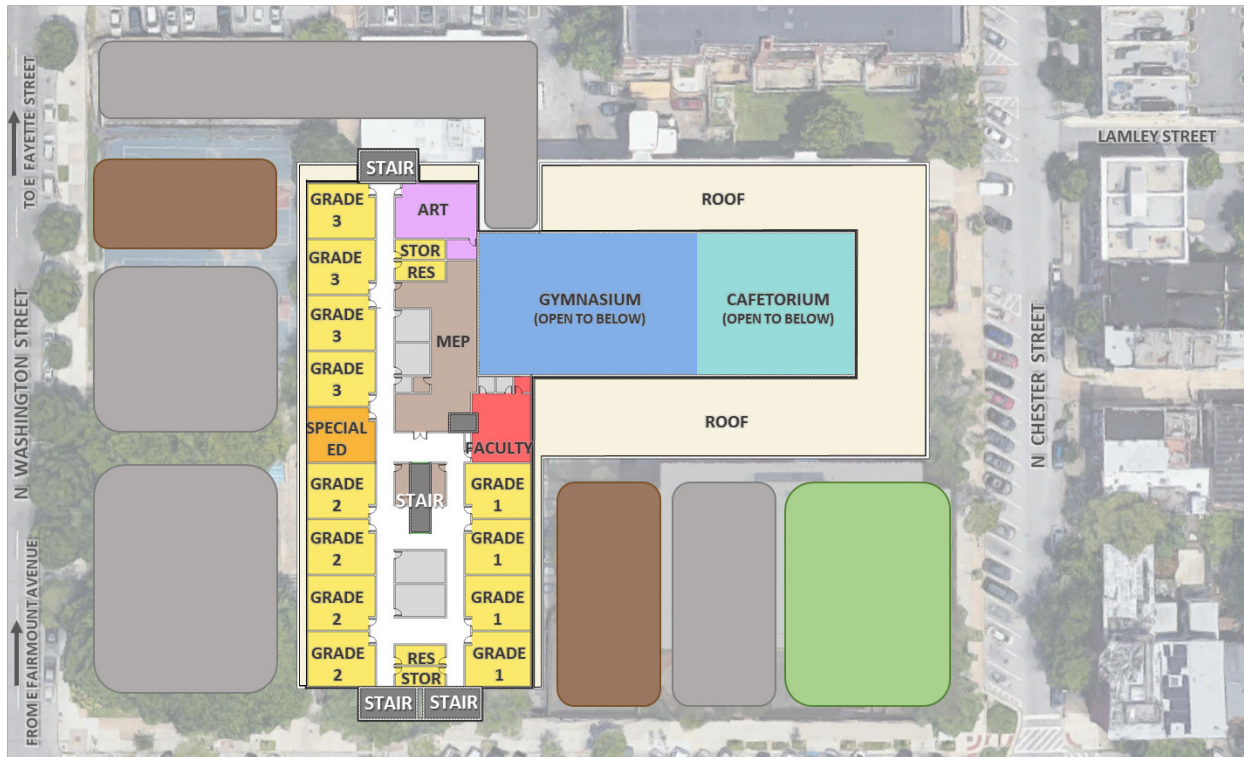 TO E FAYETTE STREET
N WASHINGTON STREET
FROM E FAIRMOUNT AVENUE
STAIR
GRADE
3
GRADE
3
GRADE
3
GRADE
3
SPECIAL
ED
GRADE
2
GRADE
2
GRADE
2
GRADE
2
ART
STOR
RES
MEP
FACULTY
STAIR
GRADE
1
GRADE
1
GRADE
1
GRADE
1
RES
STOR
STAIR
STAIR
ROOF
GYMNASIUM
(OPEN TO BELOW)
CAFETORIUM
(OPEN TO BELOW)
ROOF
N CHESTER STREET
LAMLEY STREET